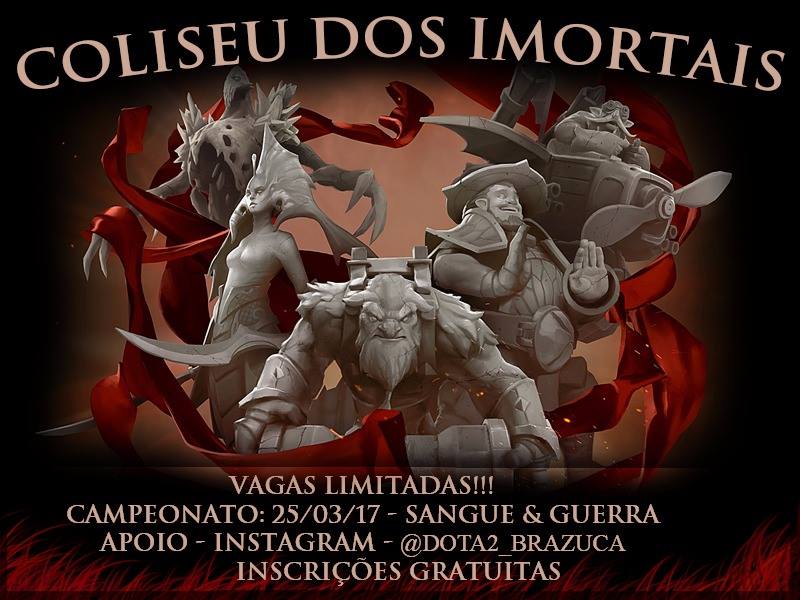 COLISEU DOS IMORTAIS
VAGAS LIMITADAS!!!
CAMPEONATO: 25/03/17 - SANGUE & GUERRA
APOIO - INSTAGRAM - @DOTA2_BRAZUCA
INSCRIÇÕES GRATUITAS